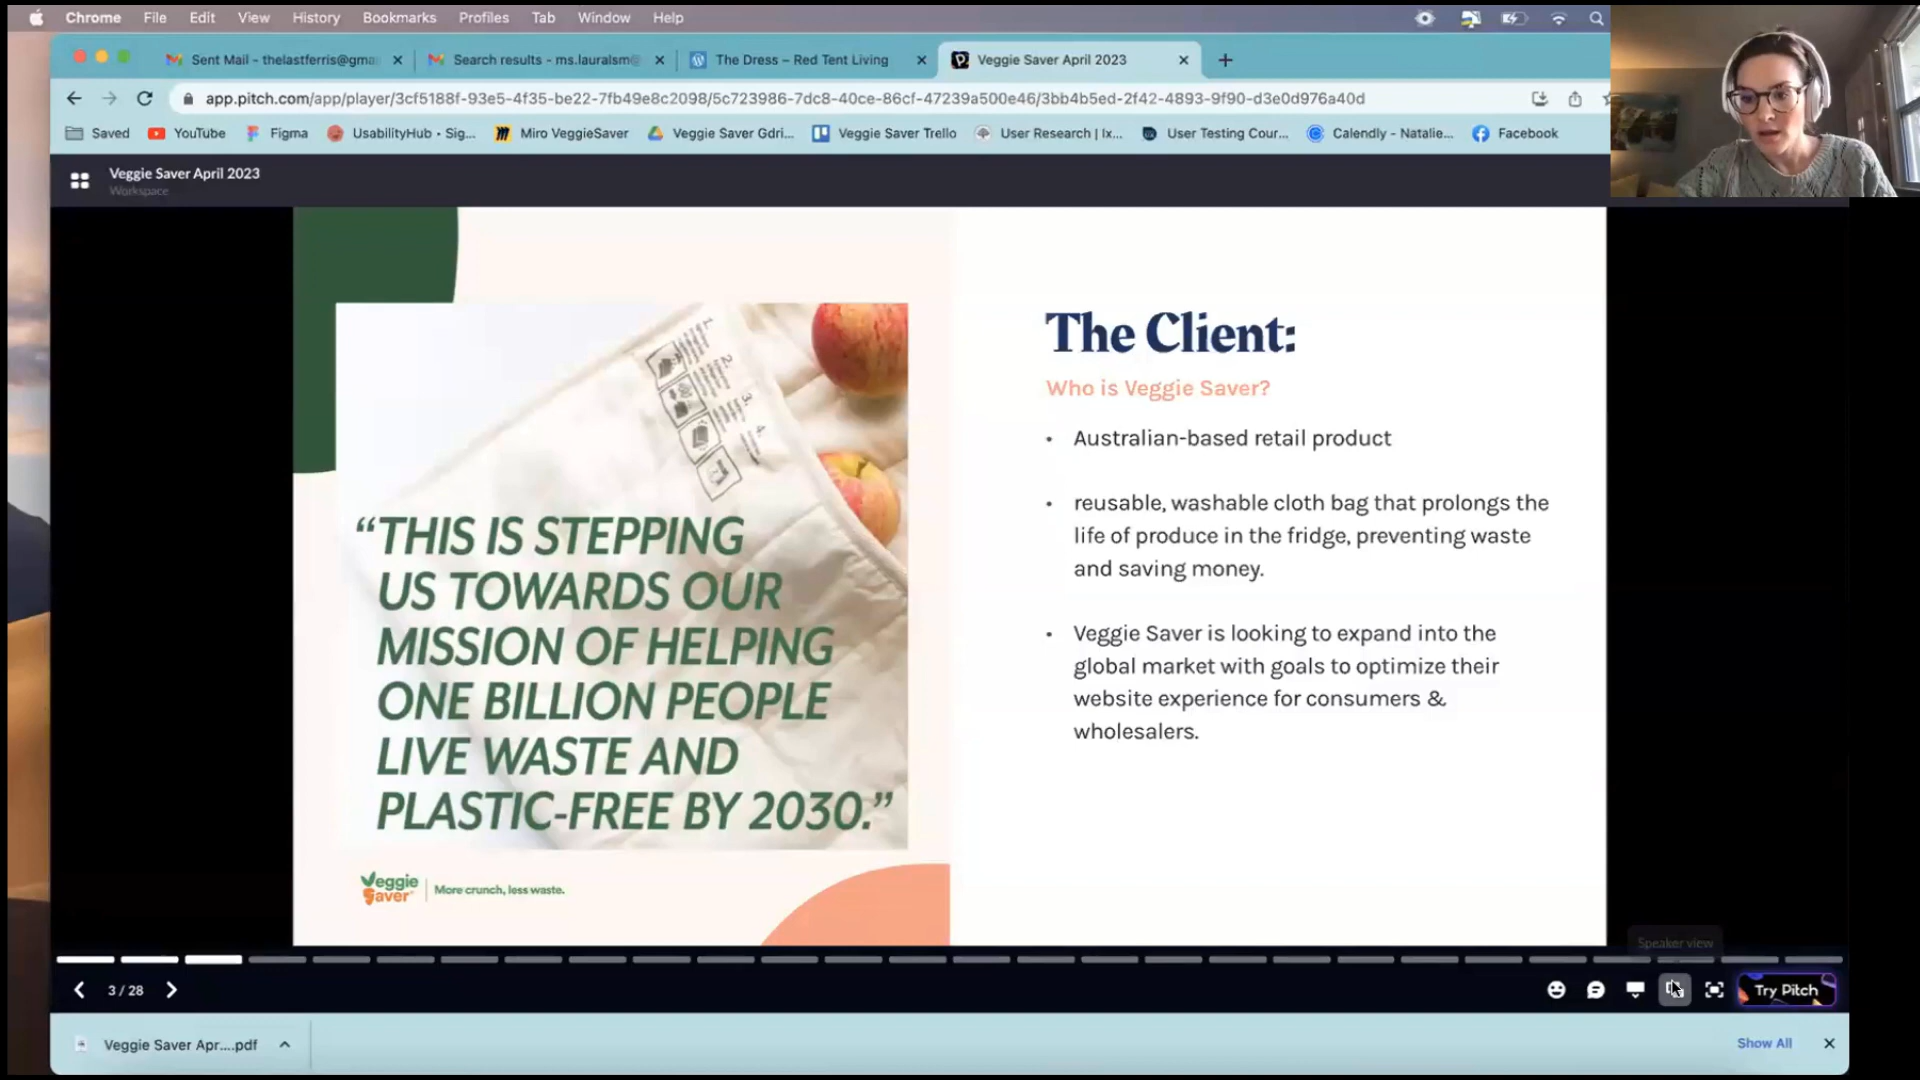 Chrome File Edit View History Bookmarks Profiles Tab Window Help
Sent Mail - thelastferris@gma Search results - ms.lauralsm@ The Dress – Red Tent Living Veggie Saver April 2023
app.pitch.com/app/player/3cf5188f-93e5-4f35-be22-7fb49e8c2098/5c723986-7dc8-40ce-86cf-47239a500e46/3bb4b5ed-2f42-4893-9f90-d3e0d976a40d
Saved YouTube Figma UsabilityHub • Sig... Miro VeggieSaver Veggie Saver Gdri... Veggie Saver Trello User Research | Ix... User Testing Cour... Calendly - Natalie... Facebook
Veggie Saver April 2023
Workspace
1.
2.
3.
4.
“THIS IS STEPPING
US TOWARDS OUR
MISSION OF HELPING
ONE BILLION PEOPLE
LIVE WASTE AND
PLASTIC-FREE BY 2030.”
Veggie
Saver
More crunch, less waste.
The Client:
Who is Veggie Saver?
• Australian-based retail product
• reusable, washable cloth bag that prolongs the
life of produce in the fridge, preventing waste
and saving money.
• Veggie Saver is looking to expand into the
global market with goals to optimize their
website experience for consumers &
wholesalers.
Speaker view
3 / 28
Try Pitch
Veggie Saver Apr....pdf
Show All